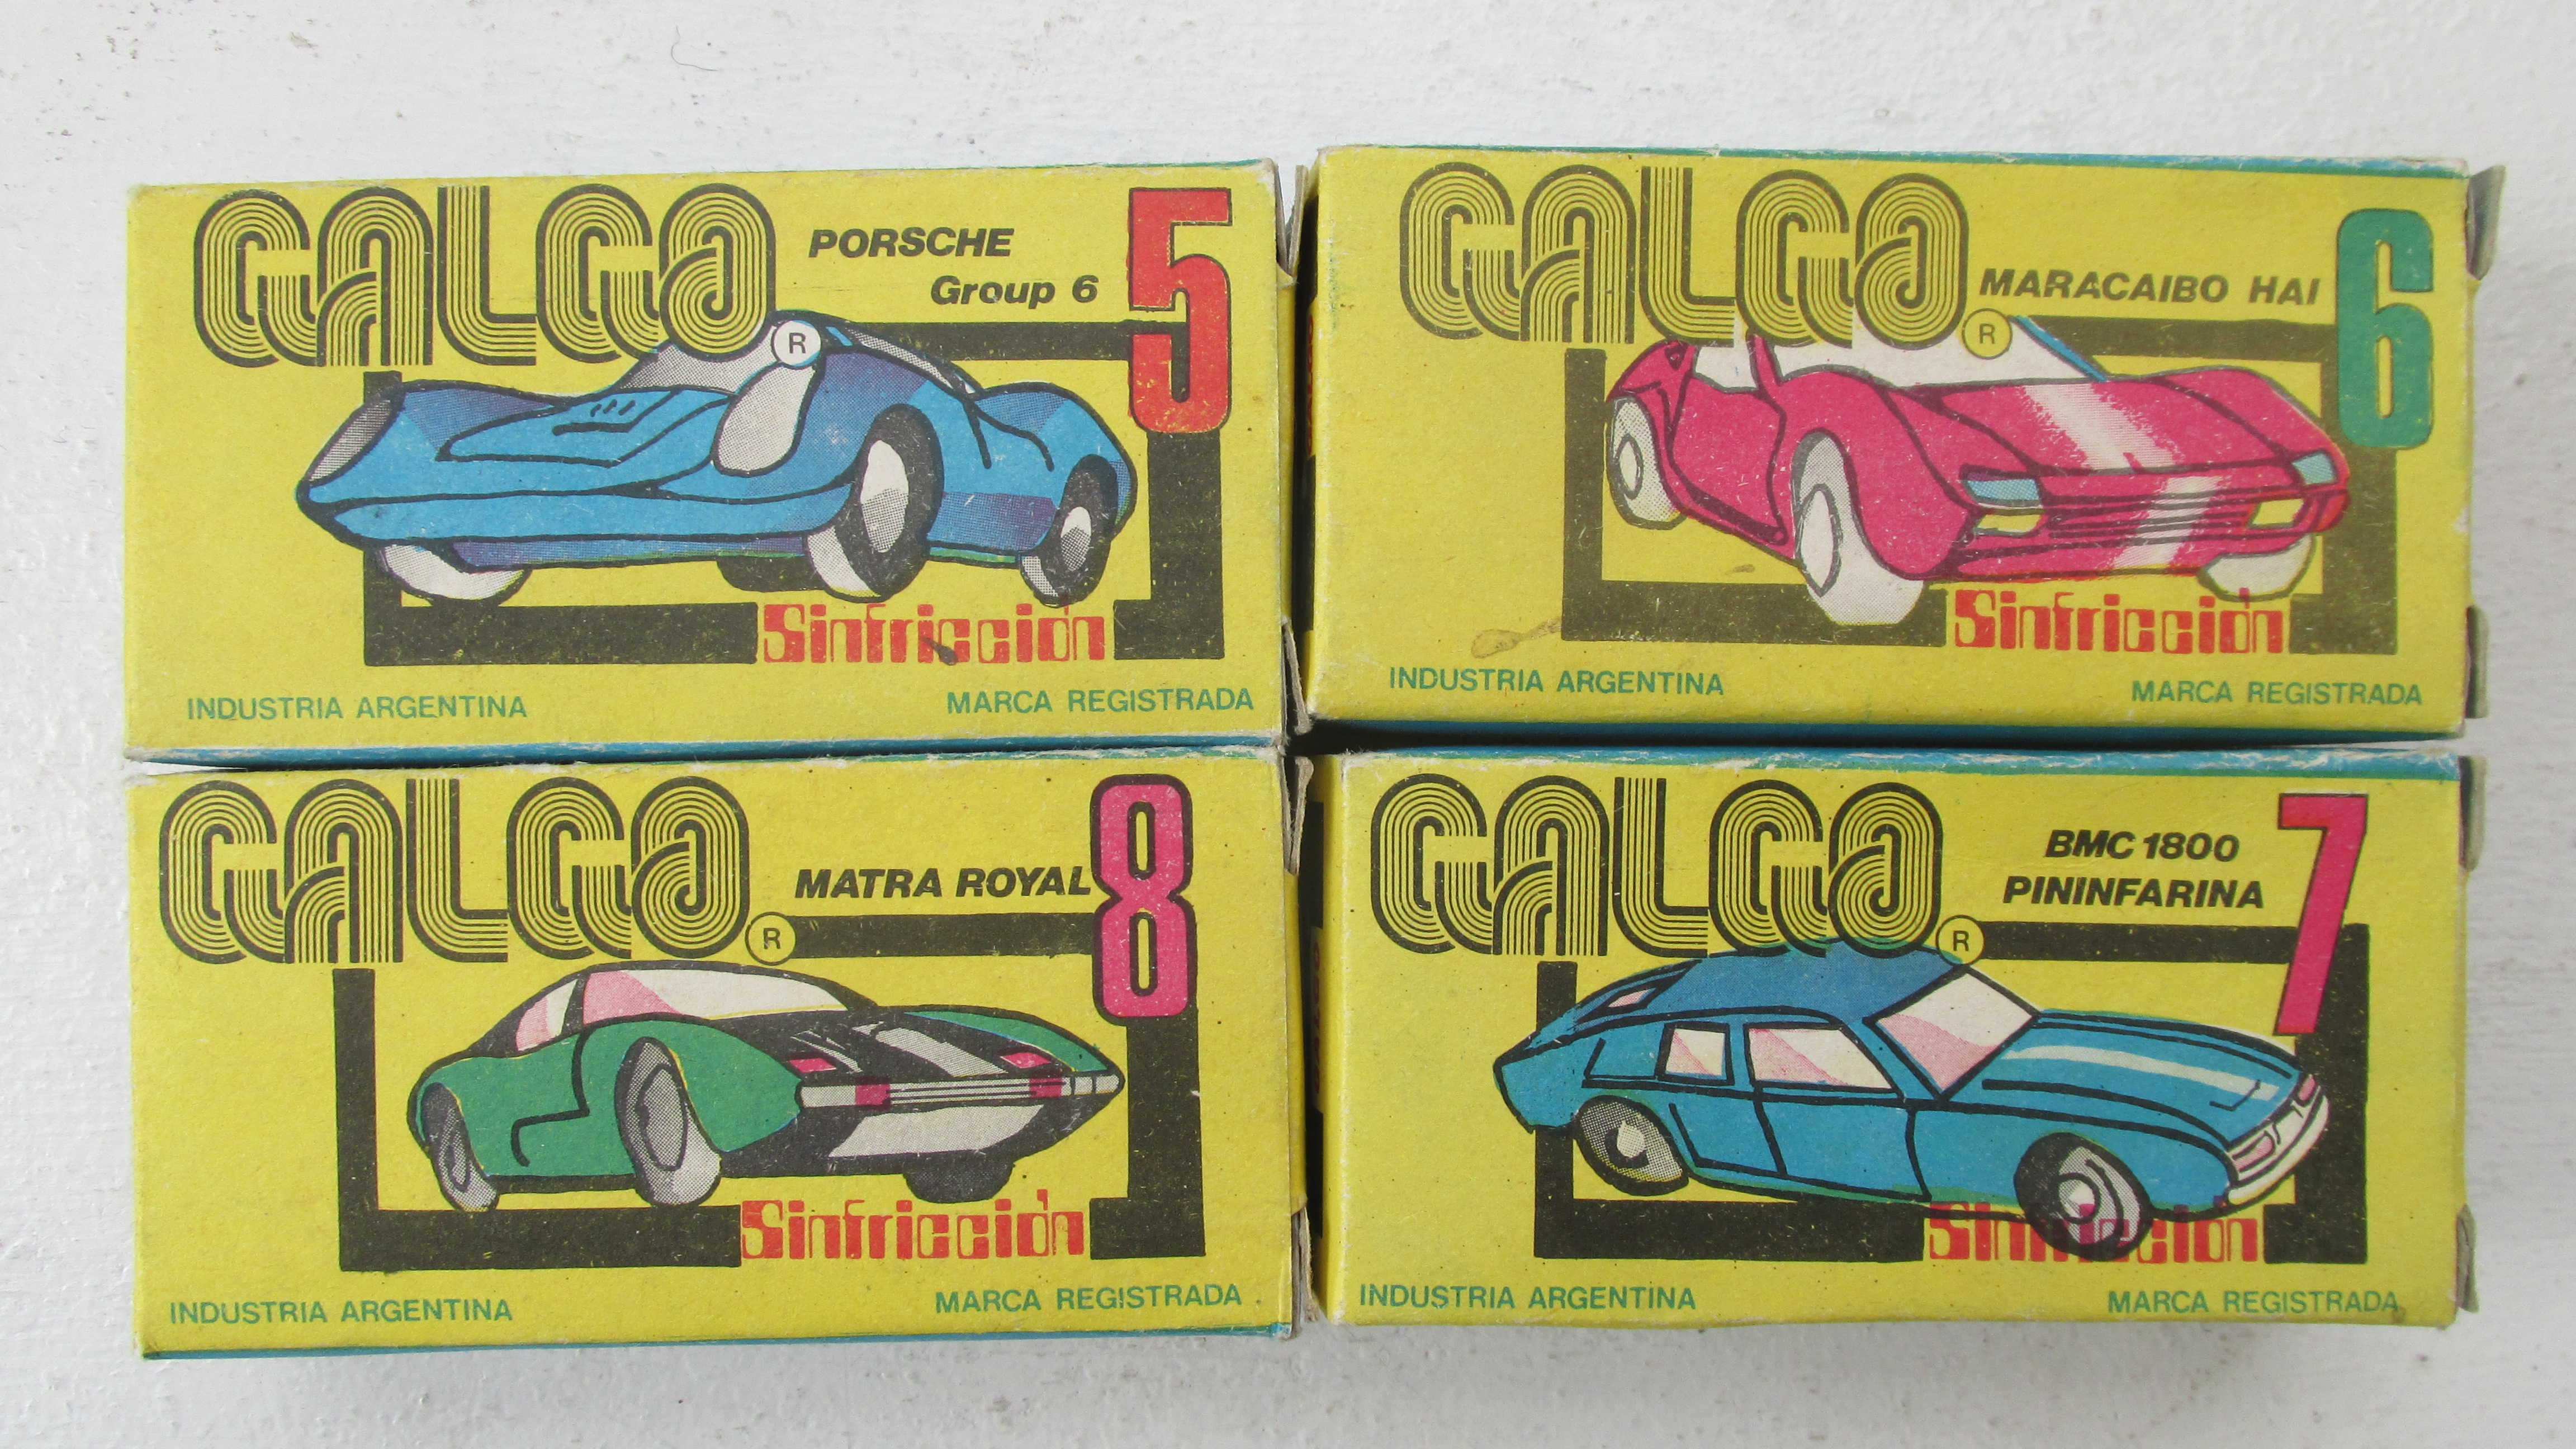 GALGO
®
PORSCHE
Group 6
5
Sinfricción
INDUSTRIA ARGENTINA
MARCA REGISTRADA
GALGO
®
MARACAIBO HAI
6
Sinfricción
INDUSTRIA ARGENTINA
MARCA REGISTRADA
GALGO
®
MATRA ROYAL
8
Sinfricción
INDUSTRIA ARGENTINA
MARCA REGISTRADA
GALGO
®
BMC 1800
PININFARINA
7
Sinfricción
INDUSTRIA ARGENTINA
MARCA REGISTRADA